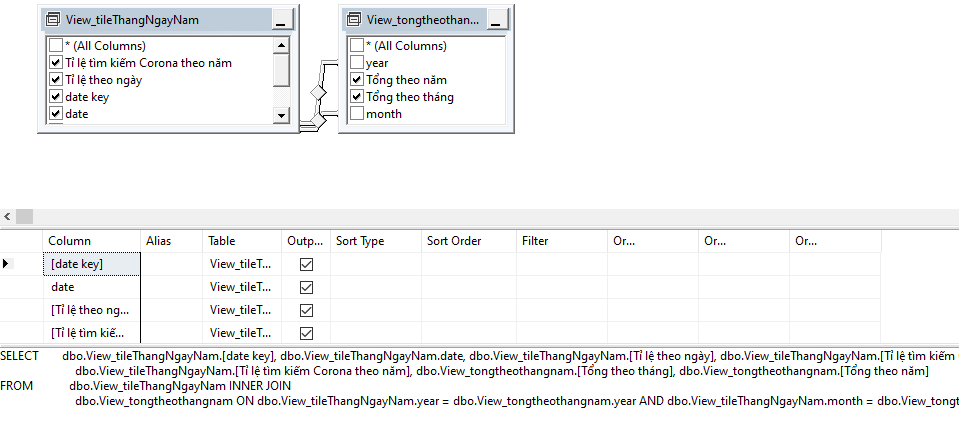 View_tileThangNgayNam
* (All Columns)
Tỉ lệ tìm kiếm Corona theo năm
Tỉ lệ theo ngày
date key
date
View_tongtheothan...
* (All Columns)
year
Tổng theo năm
Tổng theo tháng
month
Column Alias Table Outp... Sort Type Sort Order Filter Or... Or... Or...
[date key] View_tileT...
date View_tileT...
[Tỉ lệ theo ng... View_tileT...
[Tỉ lệ tìm kiế... View_tileT...
SELECT dbo.View_tileThangNgayNam.[date key], dbo.View_tileThangNgayNam.date, dbo.View_tileThangNgayNam.[Tỉ lệ theo ngày], dbo.View_tileThangNgayNam.[Tỉ lệ tìm kiếm
dbo.View_tileThangNgayNam.[Tỉ lệ tìm kiếm Corona theo năm], dbo.View_tongtheothangnam.[Tổng theo tháng], dbo.View_tongtheothangnam.[Tổng theo năm]
FROM dbo.View_tileThangNgayNam INNER JOIN
dbo.View_tongtheothangnam ON dbo.View_tileThangNgayNam.year = dbo.View_tongtheothangnam.year AND dbo.View_tileThangNgayNam.month = dbo.View_tongt